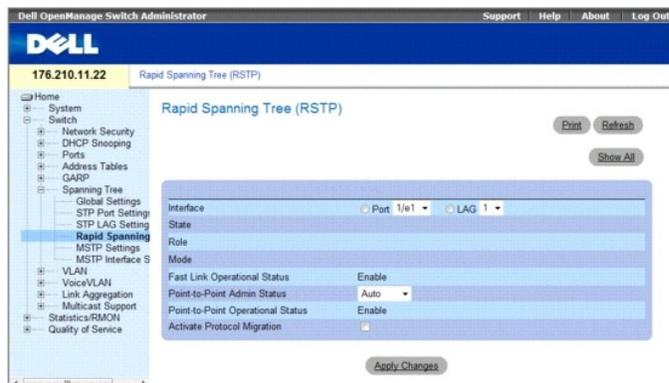 Dell OpenManage Switch Administrator
Support Help About Log Out
DELL
176.210.11.22
Rapid Spanning Tree (RSTP)
Home
System
Switch
Network Security
DHCP Snooping
Ports
Address Tables
GARP
Spanning Tree
Global Settings
STP Port Settings
STP LAG Setting
Rapid Spanning
MSTP Settings
MSTP Interface S
VLAN
VoiceVLAN
Link Aggregation
Multicast Support
Statistics/RMON
Quality of Service
Rapid Spanning Tree (RSTP)
Print Refresh
Show All
Interface Port 1/e1 LAG 1
State
Role
Mode
Fast Link Operational Status Enable
Point-to-Point Admin Status Auto
Point-to-Point Operational Status Enable
Activate Protocol Migration
Apply Changes